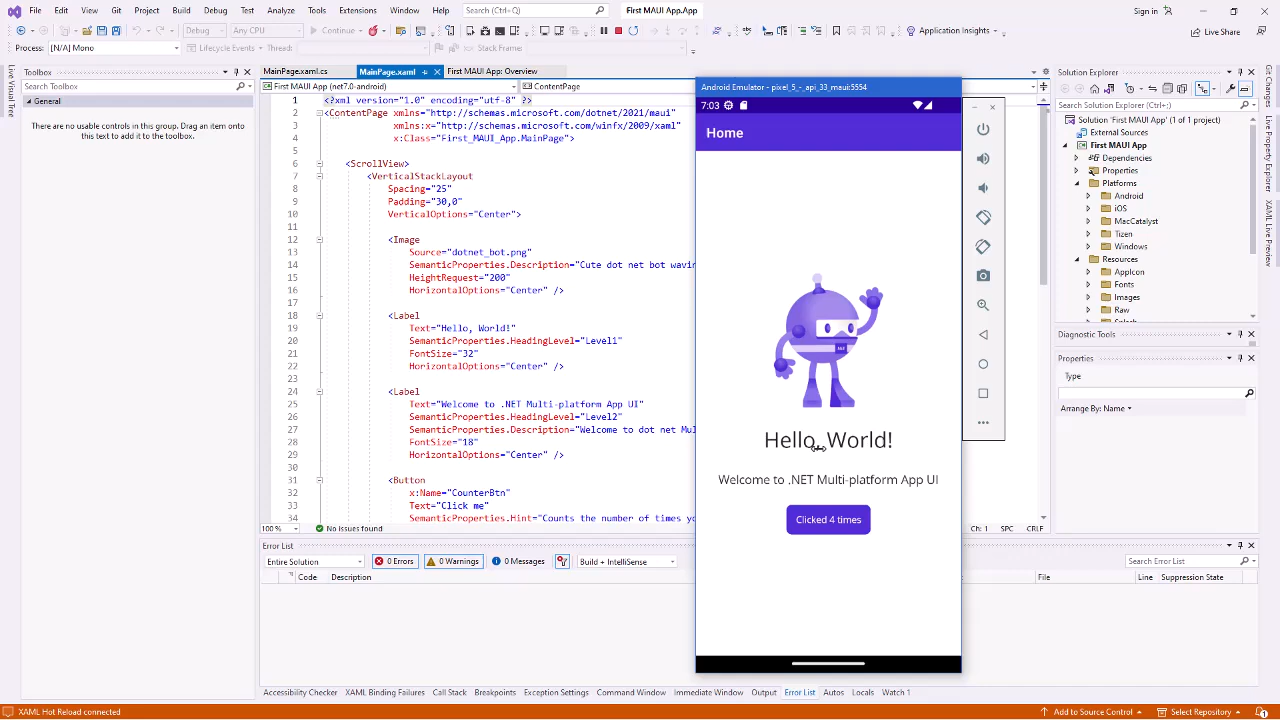 File Edit View Git Project Build Debug Test Analyze Tools Extensions Window Help Search (Ctrl+Q) First MAUI App.App Sign in
Debug Any CPU Continue Application Insights Live Share
Process: [N/A] Mono Lifecycle Events Thread: Stack Frame:
Live Visual Tree
Toolbox
Search Toolbox
General
There are no usable controls in this group. Drag an item onto
this text to add it to the toolbox.
MainPage.xaml.cs MainPage.xaml First MAUI App: Overview
First MAUI App (net7.0-android) ContentPage
1 <?xml version="1.0" encoding="utf-8" ?>
2 <ContentPage xmlns="http://schemas.microsoft.com/dotnet/2021/maui"
3 xmlns:x="http://schemas.microsoft.com/winfx/2009/xaml"
4 x:Class="First_MAUI_App.MainPage">
5
6 <ScrollView>
7 <VerticalStackLayout
8 Spacing="25"
9 Padding="30,0"
10 VerticalOptions="Center">
11
12 <Image
13 Source="dotnet_bot.png"
14 SemanticProperties.Description="Cute dot net bot wavin
15 HeightRequest="200"
16 HorizontalOptions="Center" />
17
18 <Label
19 Text="Hello, World!"
20 SemanticProperties.HeadingLevel="Level1"
21 FontSize="32"
22 HorizontalOptions="Center" />
23
24 <Label
25 Text="Welcome to .NET Multi-platform App UI"
26 SemanticProperties.HeadingLevel="Level2"
27 SemanticProperties.Description="Welcome to dot net Mul
28 FontSize="18"
29 HorizontalOptions="Center" />
30
31 <Button
32 x:Name="CounterBtn"
33 Text="Click me"
34 SemanticProperties.Hint="Counts the number of times yo
100 % No issues found Ch: 1 SPC CRLF
Android Emulator - pixel_5_-_api_33_maui:5554
7:03
Home
Hello, World!
Welcome to .NET Multi-platform App UI
Clicked 4 times
Solution Explorer
Search Solution Explorer (Ctrl+;)
Solution 'First MAUI App' (1 of 1 project)
External Sources
First MAUI App
Dependencies
Properties
Platforms
Android
iOS
MacCatalyst
Tizen
Windows
Resources
AppIcon
Fonts
Images
Raw
Diagnostic Tools
Properties
Type
Arrange By: Name
Git Changes Live Property Explorer XAML Live Preview
Error List
Entire Solution 0 Errors 0 Warnings 0 Messages Build + IntelliSense Search Error List
Code Description File Line Suppression State
Accessibility Checker XAML Binding Failures Call Stack Breakpoints Exception Settings Command Window Immediate Window Output Error List Autos Locals Watch 1
XAML Hot Reload connected Add to Source Control Select Repository 1